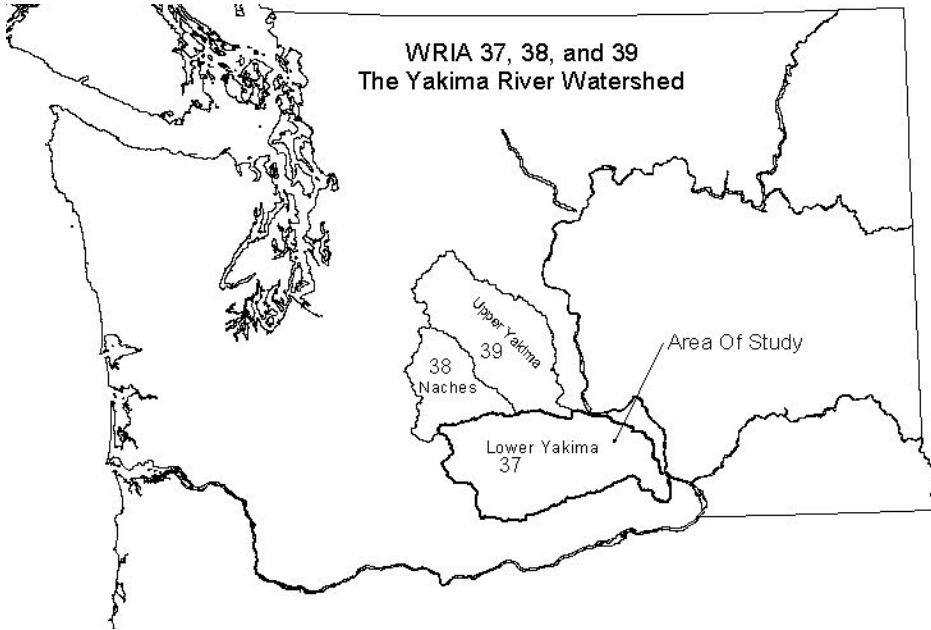 WRIA 37, 38, and 39
The Yakima River Watershed
Upper Yakima
39
38
Naches
Area Of Study
Lower Yakima
37